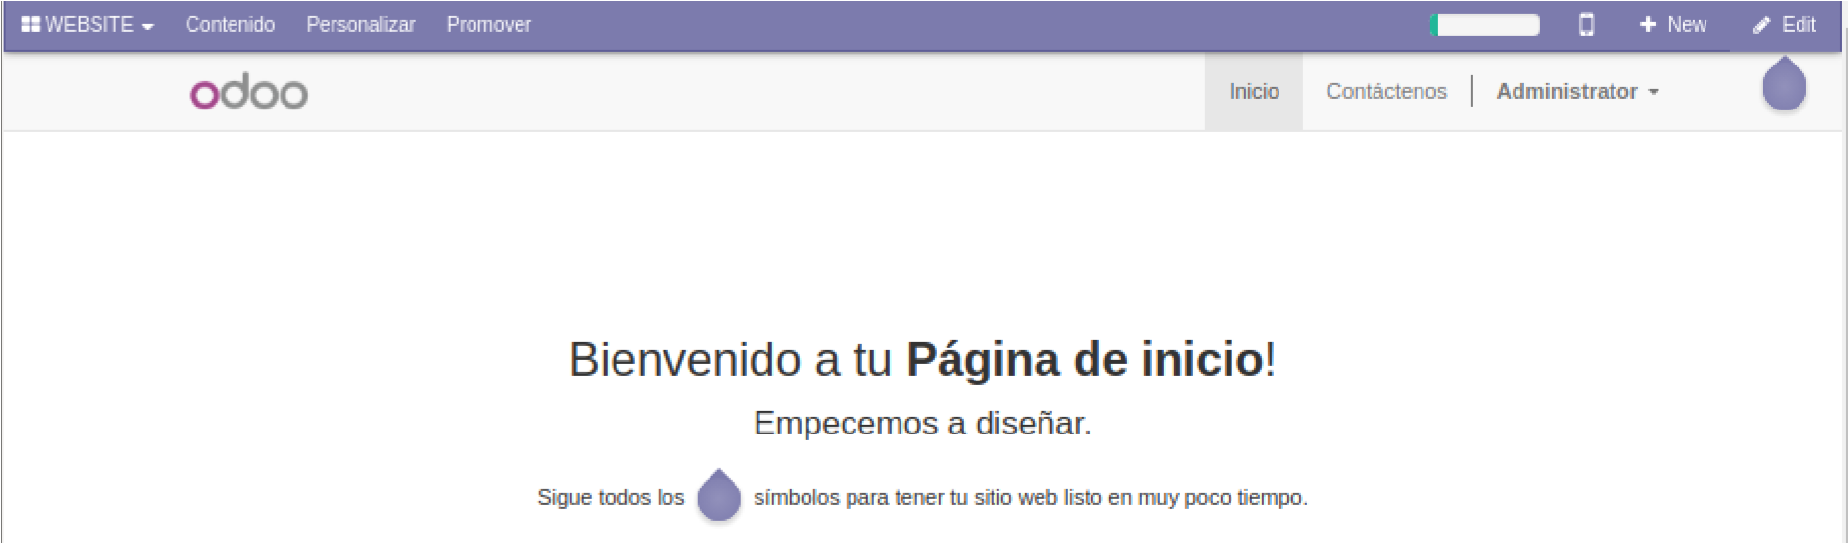 WEBSITE Contenido Personalizar Promover New Edit
odoo Inicio Contáctenos Administrator
Bienvenido a tu Página de inicio!
Empecemos a diseñar.
Sigue todos los símbolos para tener tu sitio web listo en muy poco tiempo.